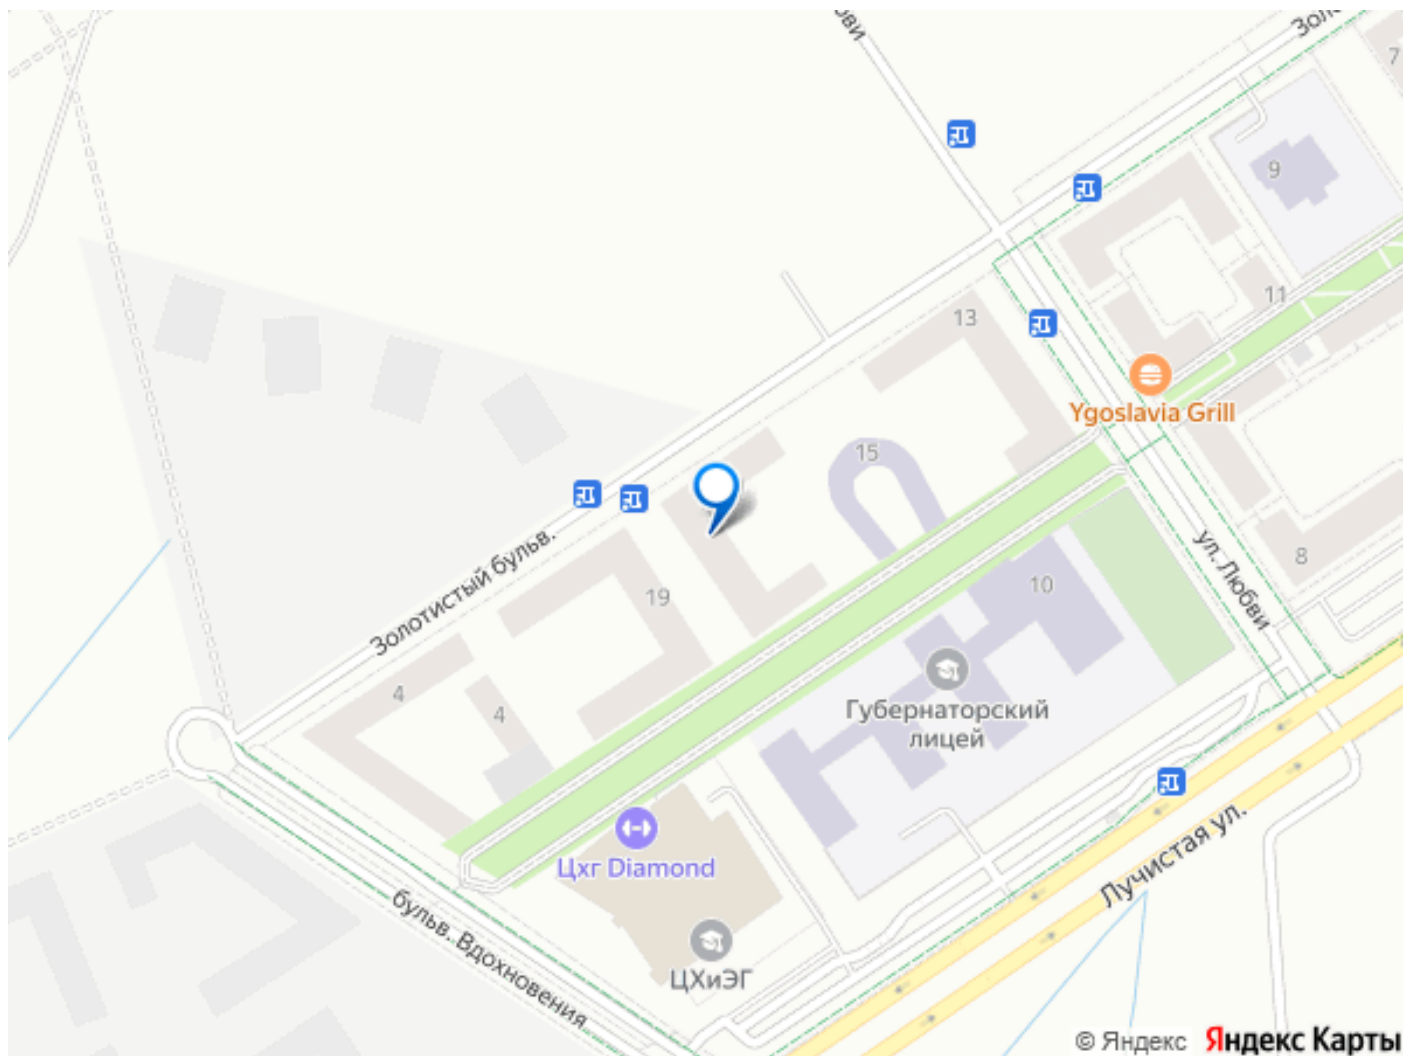 Золотистый бульв.
7
9
11
13
Ygoslavia Grill
15
ул. Любви
8
10
19
Губернаторский
лицей
4
4
Цхг Diamond
Лучистая ул.
бульв. Вдохновения
ЦХиЭГ
© Яндекс Яндекс Карты